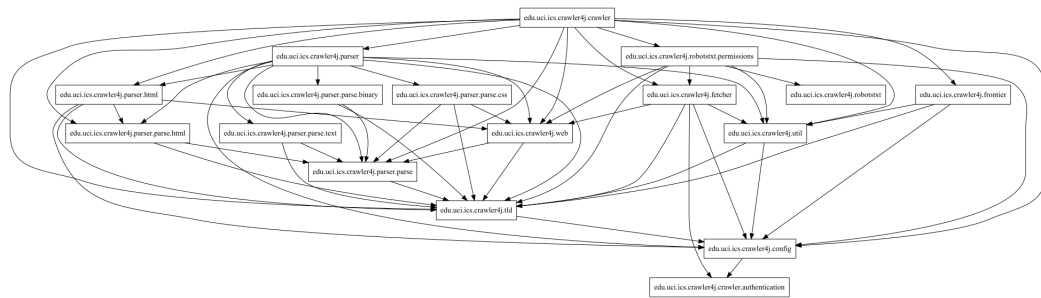 edu.uci.ics.crawler4j.crawler
edu.uci.ics.crawler4j.parser
edu.uci.ics.crawler4j.robotstxt.permissions
edu.uci.ics.crawler4j.parser.html
edu.uci.ics.crawler4j.parser.parse.binary
edu.uci.ics.crawler4j.parser.parse.css
edu.uci.ics.crawler4j.fetcher
edu.uci.ics.crawler4j.robotstxt
edu.uci.ics.crawler4j.frontier
edu.uci.ics.crawler4j.parser.parse.html
edu.uci.ics.crawler4j.parser.parse.text
edu.uci.ics.crawler4j.web
edu.uci.ics.crawler4j.util
edu.uci.ics.crawler4j.parser.parse
edu.uci.ics.crawler4j.tld
edu.uci.ics.crawler4j.config
edu.uci.ics.crawler4j.crawler.authentication